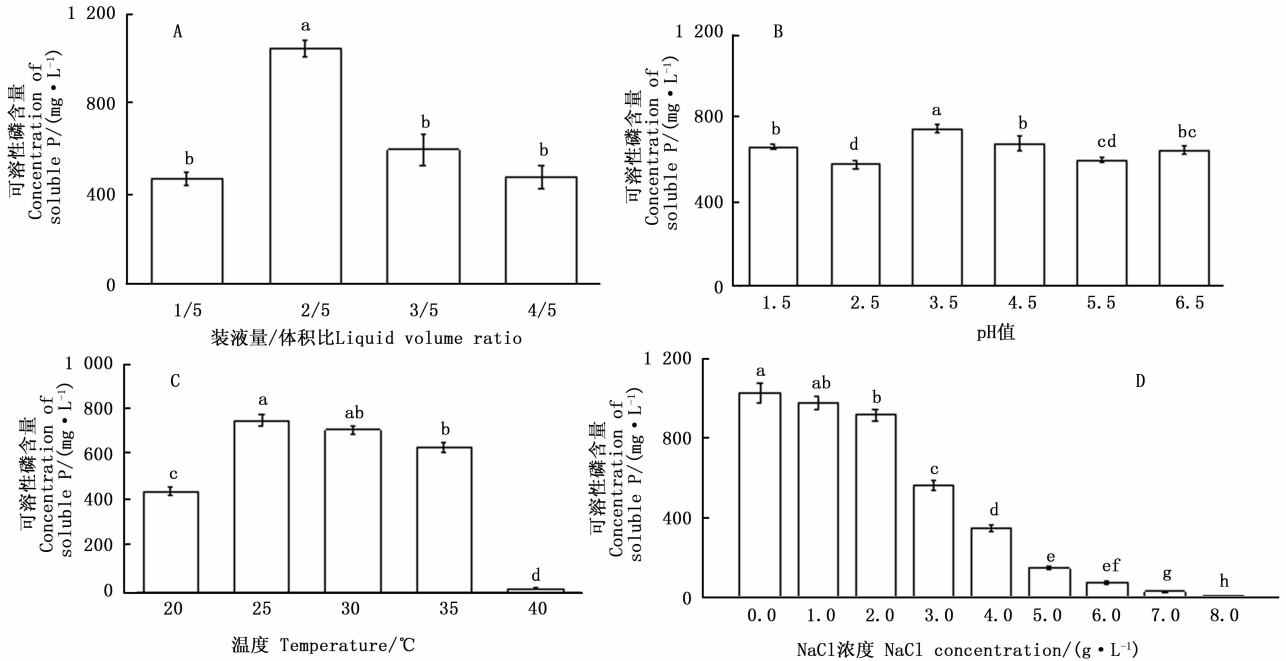 A
可溶性磷含量
Concentration of
soluble P/(mg·L⁻¹)
1 200
800
400
0
b
a
b
b
1/5
2/5
3/5
4/5
装液量/体积比Liquid volume ratio
B
可溶性磷含量
Concentration of
soluble P/(mg·L⁻¹)
1 200
800
400
0
b
d
a
b
cd
bc
1.5
2.5
3.5
4.5
5.5
6.5
pH值
C
可溶性磷含量
Concentration of
soluble P/(mg·L⁻¹)
1 000
800
600
400
200
0
c
a
ab
b
d
20
25
30
35
40
温度 Temperature/℃
D
可溶性磷含量
Concentration of
soluble P/(mg·L⁻¹)
1 200
800
400
0
a
ab
b
c
d
e
ef
g
h
0.0
1.0
2.0
3.0
4.0
5.0
6.0
7.0
8.0
NaCl浓度 NaCl concentration/(g·L⁻¹)